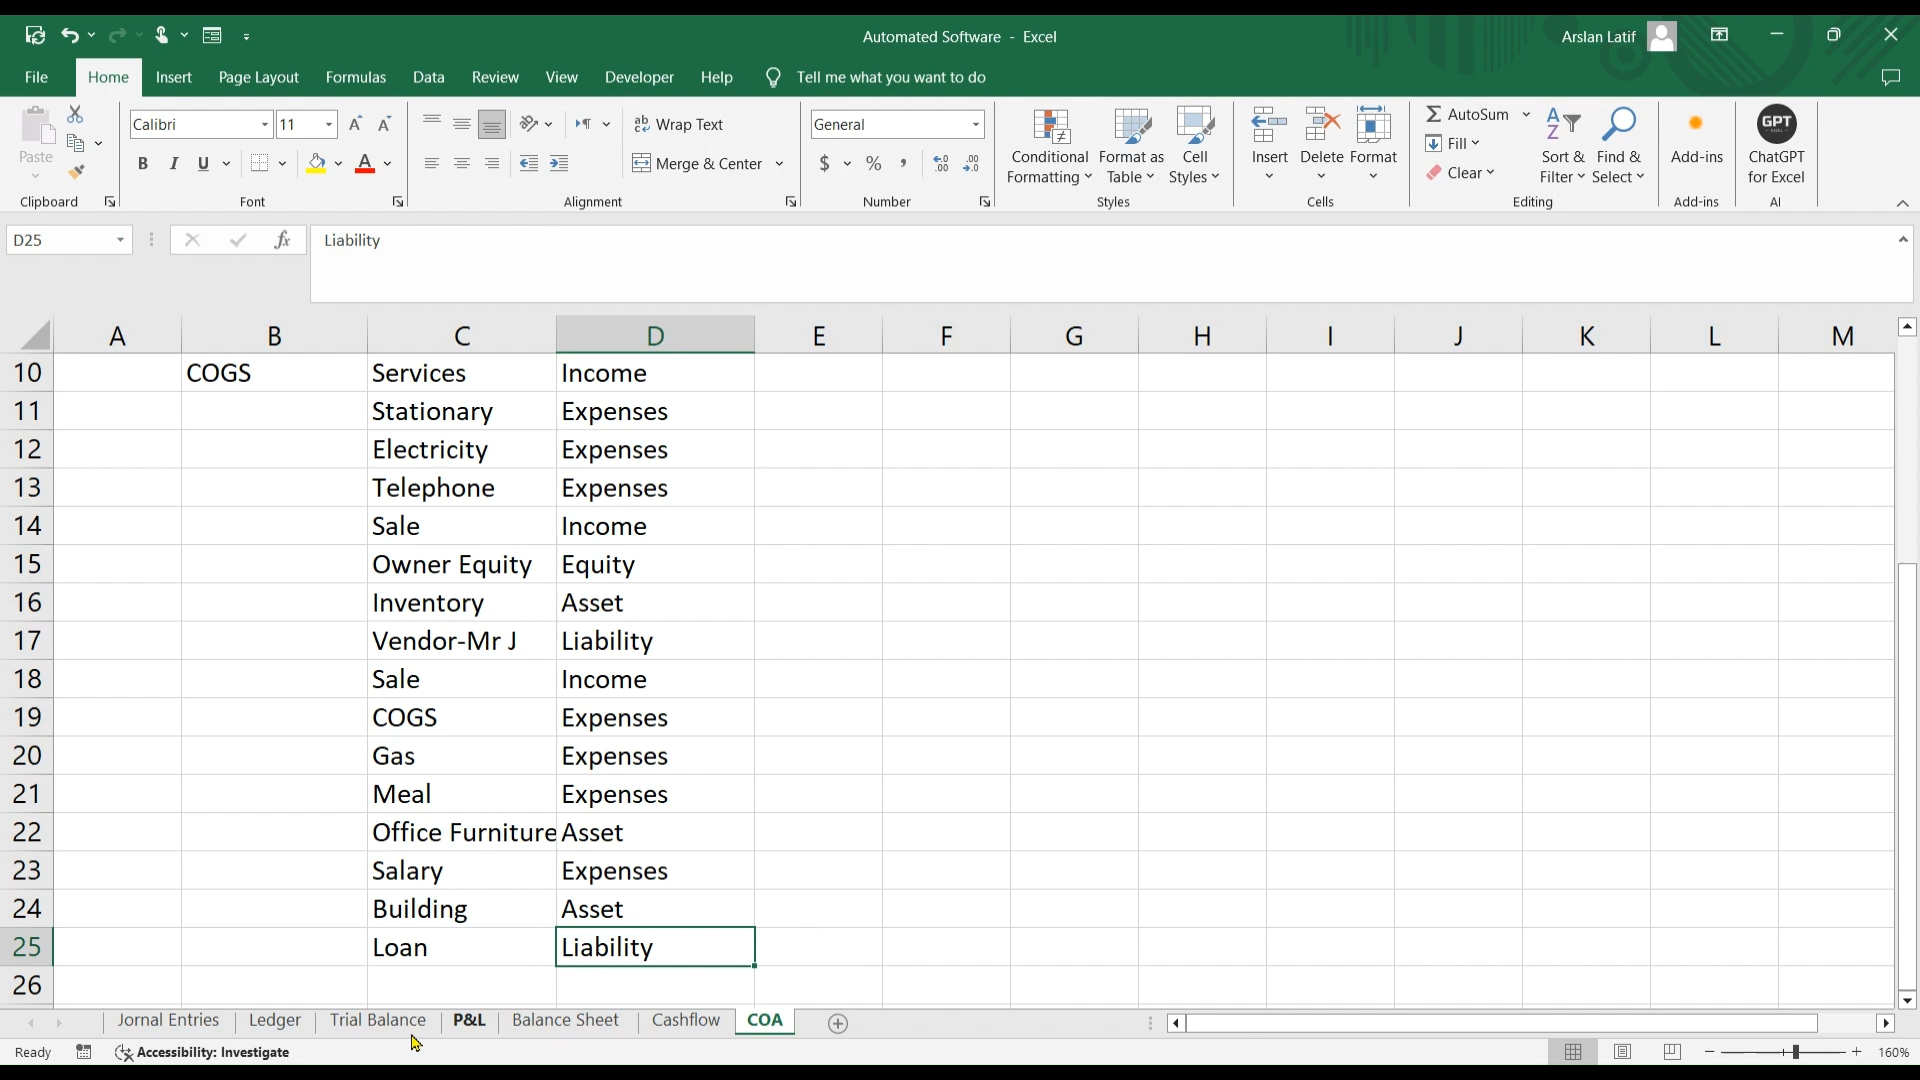 Automated Software - Excel
Arslan Latif
File Home Insert Page Layout Formulas Data Review View Developer Help Tell me what you want to do
Paste
Calibri 11
B I U A
ab Wrap Text
Merge & Center
General
$ % ,
Conditional Formatting
Format as Table
Cell Styles
Insert Delete Format
AutoSum
Fill
Clear
Sort & Filter
Find & Select
Add-ins
GPT
ChatGPT for Excel
Clipboard Font Alignment Number Styles Cells Editing Add-ins AI
D25 fx Liability
A B C D E F G H I J K L M
10 COGS Services Income
11 Stationary Expenses
12 Electricity Expenses
13 Telephone Expenses
14 Sale Income
15 Owner Equity Equity
16 Inventory Asset
17 Vendor-Mr J Liability
18 Sale Income
19 COGS Expenses
20 Gas Expenses
21 Meal Expenses
22 Office Furniture Asset
23 Salary Expenses
24 Building Asset
25 Loan Liability
26
Jornal Entries Ledger Trial Balance P&L Balance Sheet Cashflow COA
Ready Accessibility: Investigate 160%